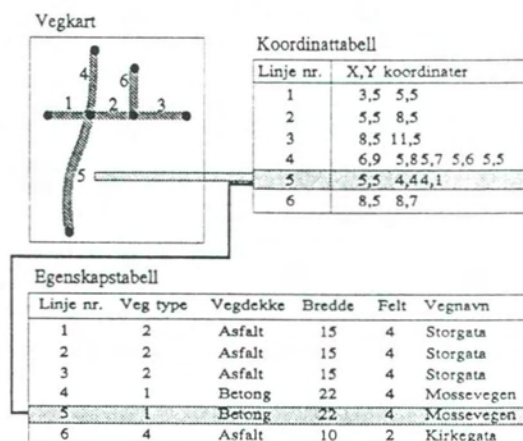 Vegkart
4
6
1 2 3
5
Koordinattabell
Linje nr. X,Y koordinater
1 3,5 5,5
2 5,5 8,5
3 8,5 11,5
4 6,9 5,85,7 5,6 5,5
5 5,5 4,44,1
6 8,5 8,7
Egenskapstabell
Linje nr. Veg type Vegdekke Bredde Felt Vegnavn
1 2 Asfalt 15 4 Storgata
2 2 Asfalt 15 4 Storgata
3 2 Asfalt 15 4 Storgata
4 1 Betong 22 4 Mossevegen
5 1 Betong 22 4 Mossevegen
6 4 Asfalt 10 2 Kirkegata